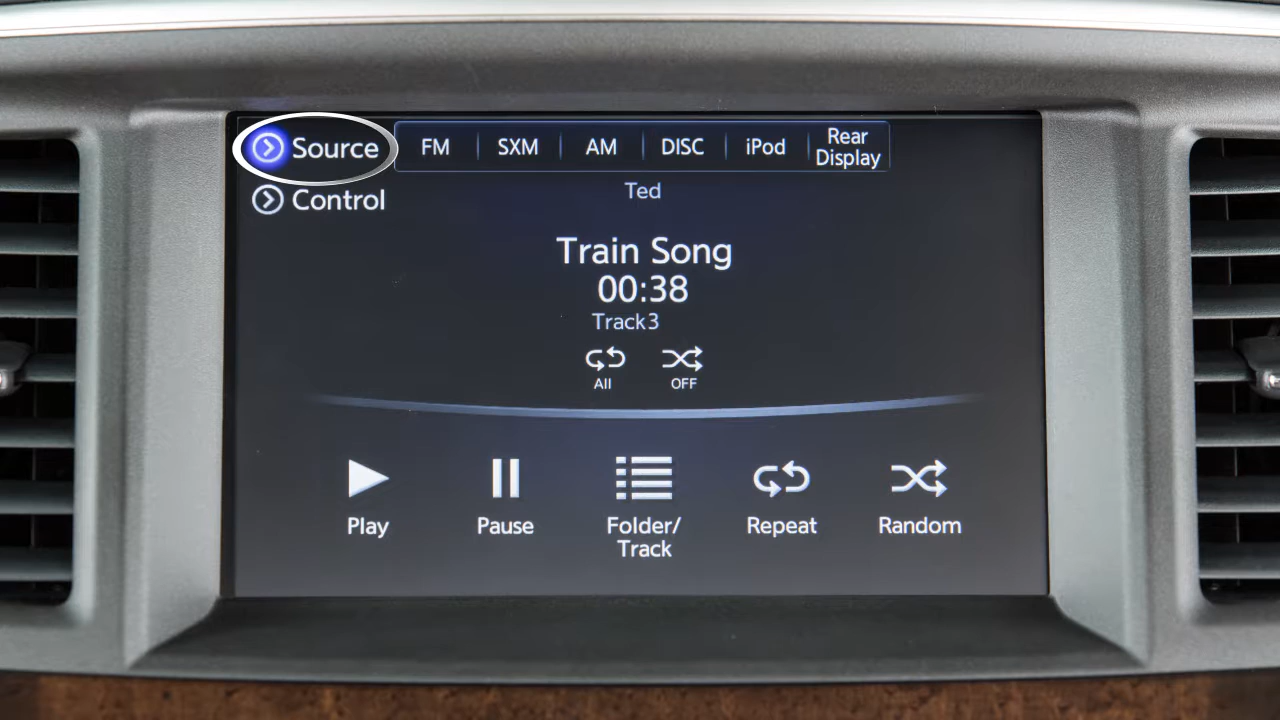 Source FM SXM AM DISC iPod Rear
Display
Control
Ted
Train Song
00:38
Track3
All OFF
Play Pause Folder/
Track Repeat Random